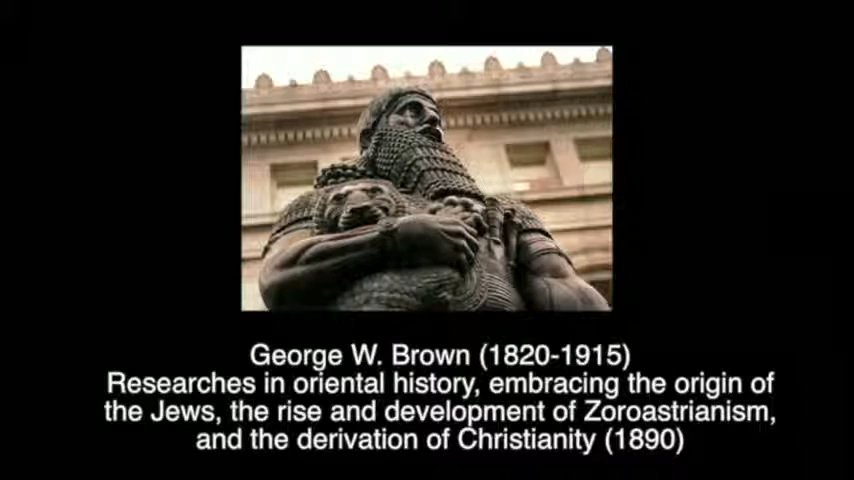 George W. Brown (1820-1915)
Researches in oriental history, embracing the origin of
the Jews, the rise and development of Zoroastrianism,
and the derivation of Christianity (1890)